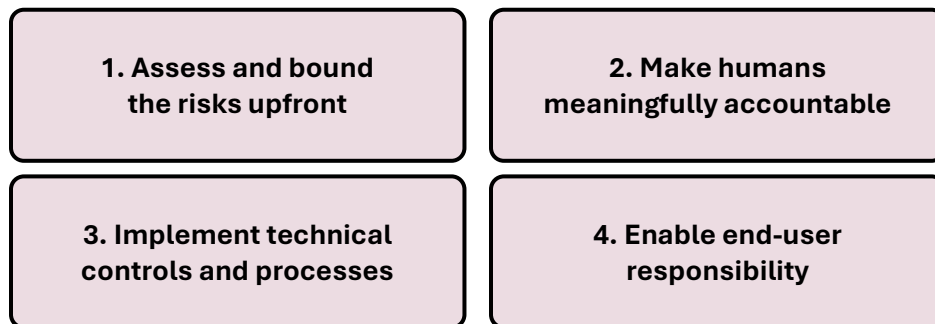 1. Assess and bound
the risks upfront
2. Make humans
meaningfully accountable
3. Implement technical
controls and processes
4. Enable end-user
responsibility